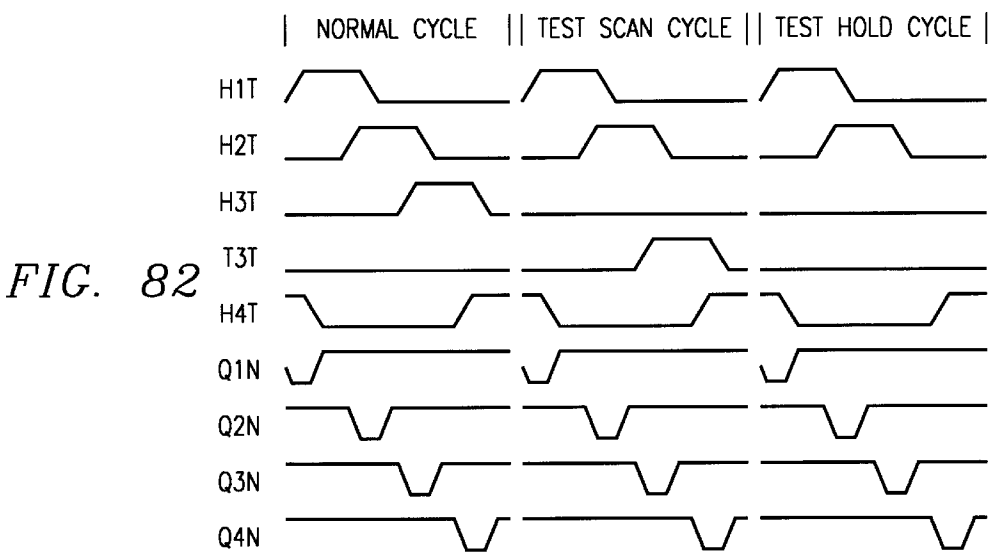 NORMAL CYCLE
TEST SCAN CYCLE
TEST HOLD CYCLE
H1T
H2T
H3T
T3T
FIG. 82
H4T
Q1N
Q2N
Q3N
Q4N